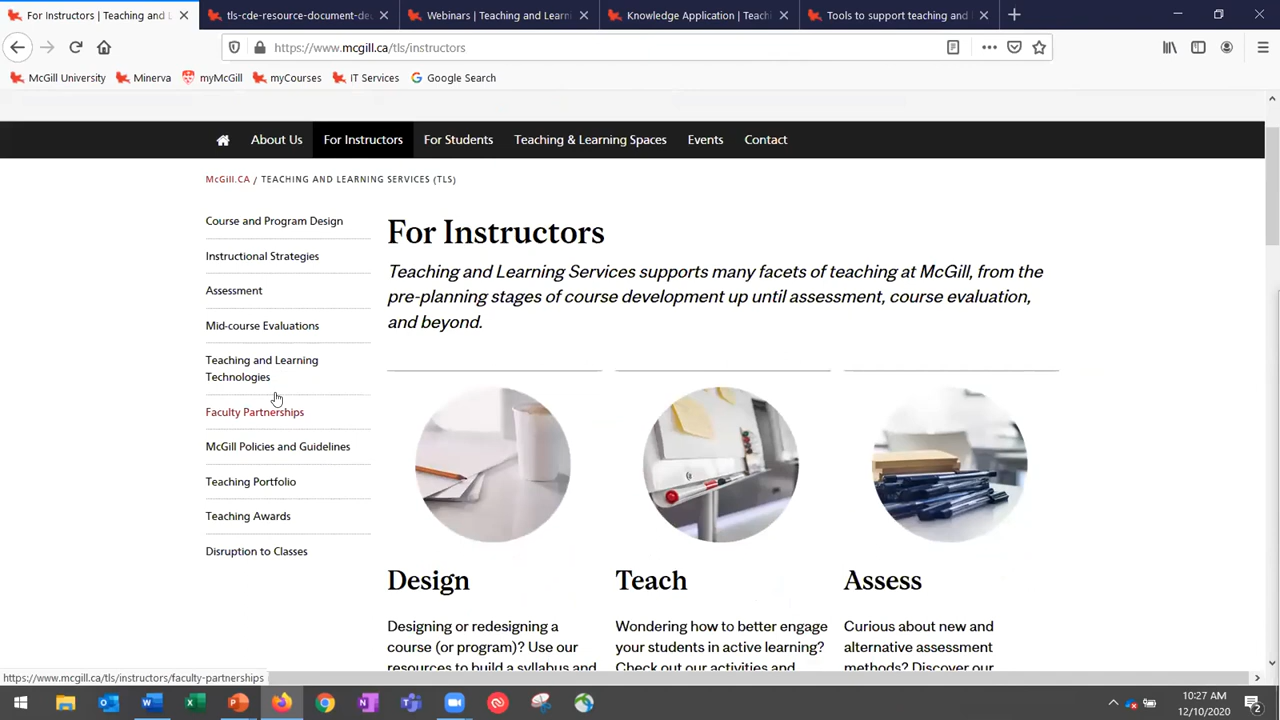 For Instructors | Teaching and L
tls-cde-resource-document-de
Webinars | Teaching and Learni
Knowledge Application | Teachi
Tools to support teaching and
https://www.mcgill.ca/tls/instructors
McGill University
Minerva
myMcGill
myCourses
IT Services
Google Search
About Us
For Instructors
For Students
Teaching & Learning Spaces
Events
Contact
McGill.CA / TEACHING AND LEARNING SERVICES (TLS)
Course and Program Design
Instructional Strategies
Assessment
Mid-course Evaluations
Teaching and Learning
Technologies
Faculty Partnerships
McGill Policies and Guidelines
Teaching Portfolio
Teaching Awards
Disruption to Classes
For Instructors
Teaching and Learning Services supports many facets of teaching at McGill, from the
pre-planning stages of course development up until assessment, course evaluation,
and beyond.
Design
Designing or redesigning a
course (or program)? Use our
resources to build a syllabus and
Teach
Wondering how to better engage
your students in active learning?
Check out our activities and
Assess
Curious about new and
alternative assessment
methods? Discover our
https://www.mcgill.ca/tls/instructors/faculty-partnerships
10:27 AM
12/10/2020
2